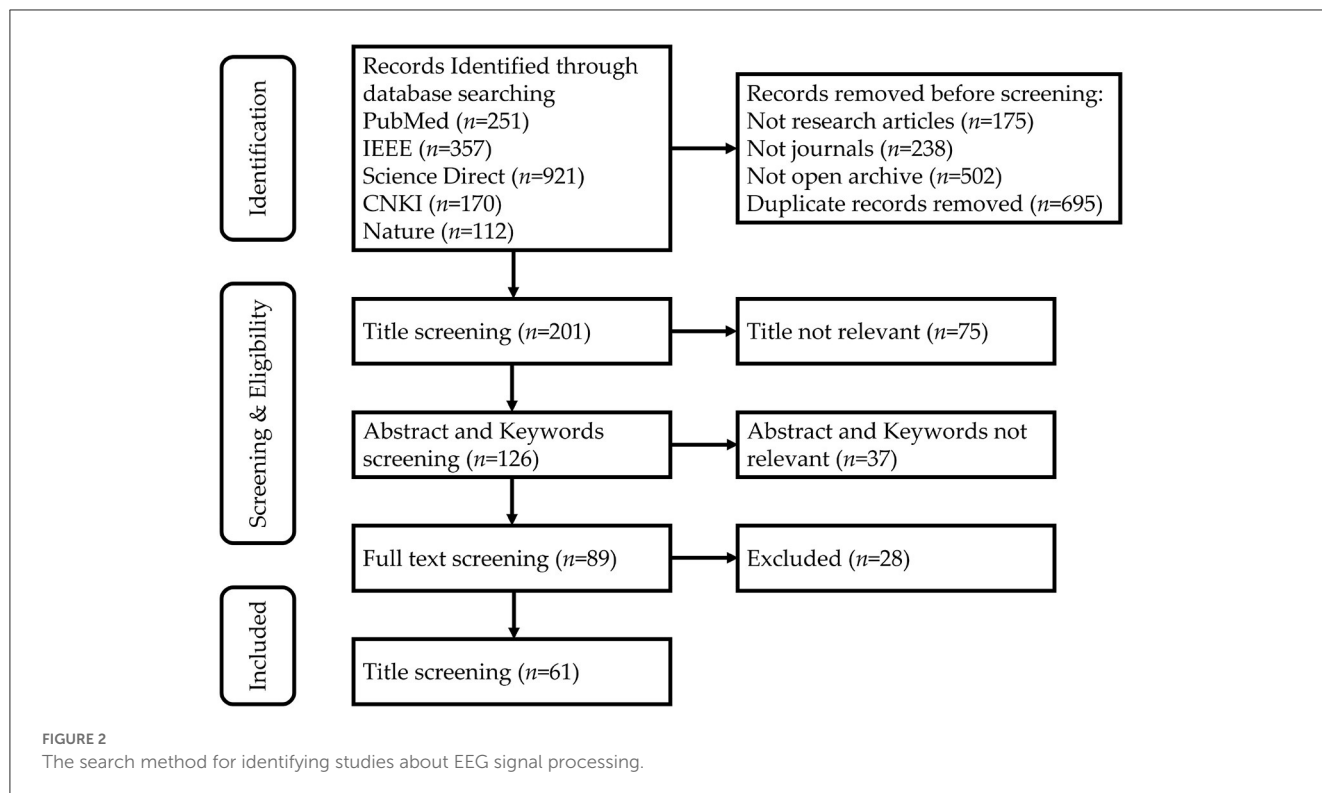 Identification
Records Identified through
database searching
PubMed (n=251)
IEEE (n=357)
Science Direct (n=921)
CNKI (n=170)
Nature (n=112)
Records removed before screening:
Not research articles (n=175)
Not journals (n=238)
Not open archive (n=502)
Duplicate records removed (n=695)
Screening & Eligibility
Title screening (n=201)
Title not relevant (n=75)
Abstract and Keywords
screening (n=126)
Abstract and Keywords not
relevant (n=37)
Full text screening (n=89)
Excluded (n=28)
Included
Title screening (n=61)
FIGURE 2
The search method for identifying studies about EEG signal processing.